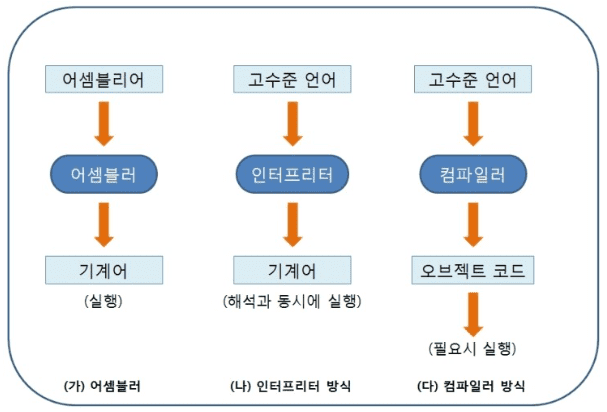 어셈블리어 고수준 언어 고수준 언어
어셈블러 인터프리터 컴파일러
기계어 기계어 오브젝트 코드
(실행) (해석과 동시에 실행)
(필요시 실행)
(가) 어셈블러 (나) 인터프리터 방식 (다) 컴파일러 방식